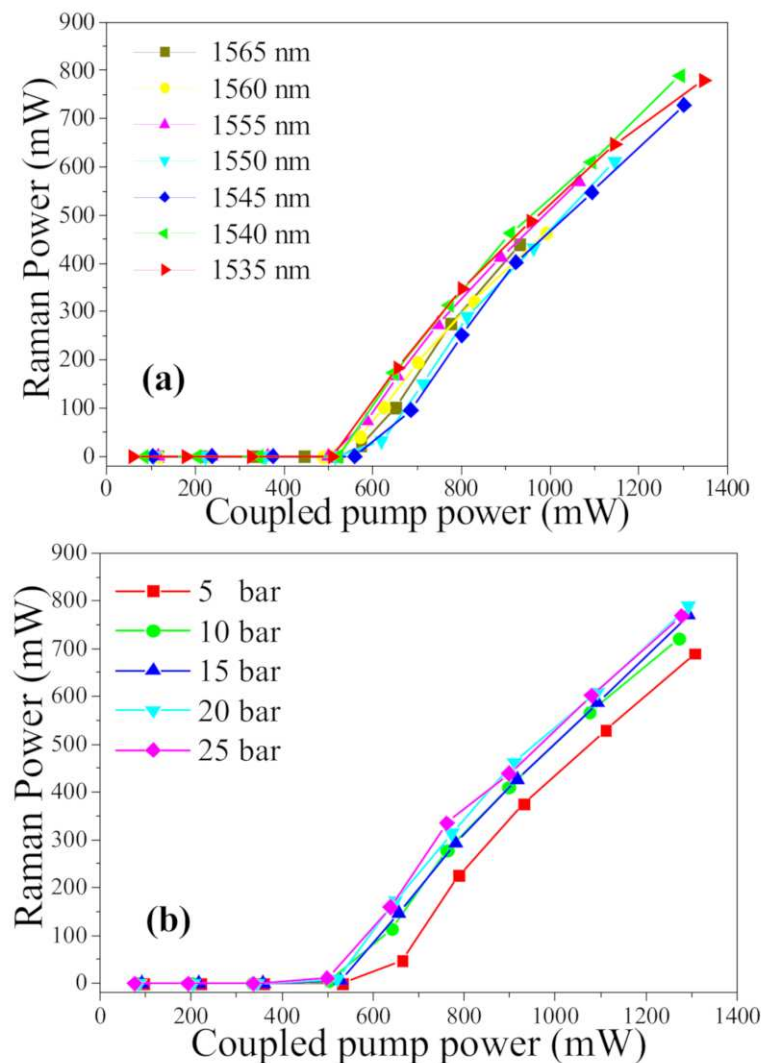 900
800
700
600
500
400
300
200
100
0
Raman Power (mW)
1565 nm
1560 nm
1555 nm
1550 nm
1545 nm
1540 nm
1535 nm
(a)
0 200 400 600 800 1000 1200 1400
Coupled pump power (mW)
900
800
700
600
500
400
300
200
100
0
Raman Power (mW)
5 bar
10 bar
15 bar
20 bar
25 bar
(b)
0 200 400 600 800 1000 1200 1400
Coupled pump power (mW)